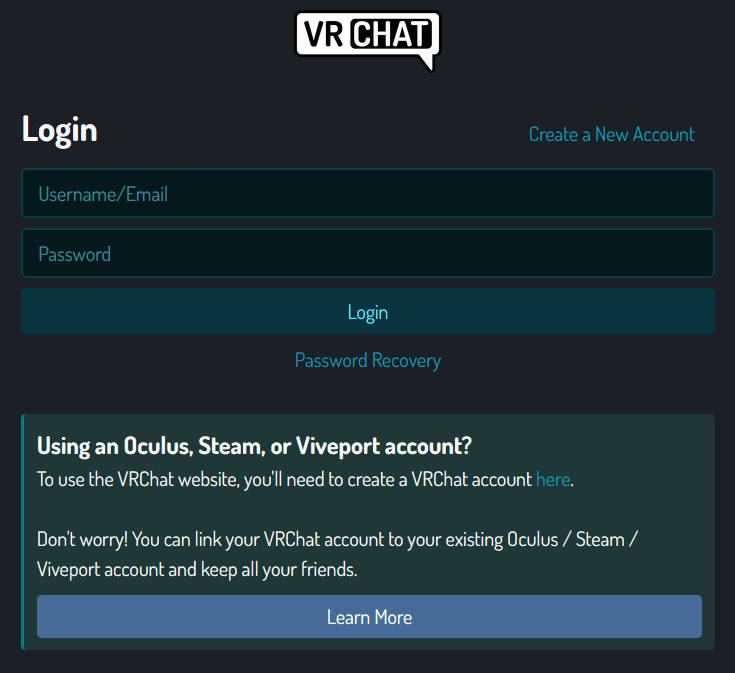 VR CHAT
Login
Create a New Account
Username/Email
Password
Login
Password Recovery
Using an Oculus, Steam, or Viveport account?
To use the VRChat website, you'll need to create a VRChat account here.
Don't worry! You can link your VRChat account to your existing Oculus / Steam /
Viveport account and keep all your friends.
Learn More